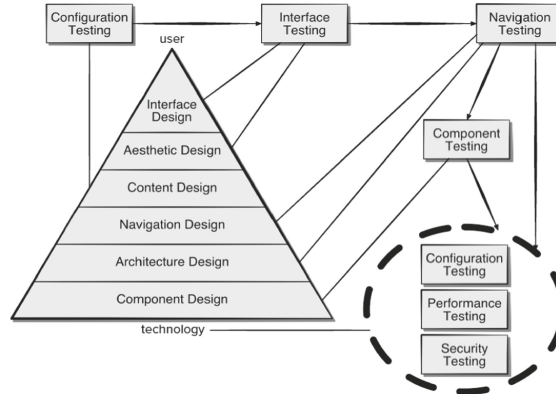 Configuration
Testing
Interface
Testing
Navigation
Testing
user
Interface
Design
Aesthetic Design
Content Design
Navigation Design
Architecture Design
Component Design
technology
Component
Testing
Configuration
Testing
Performance
Testing
Security
Testing